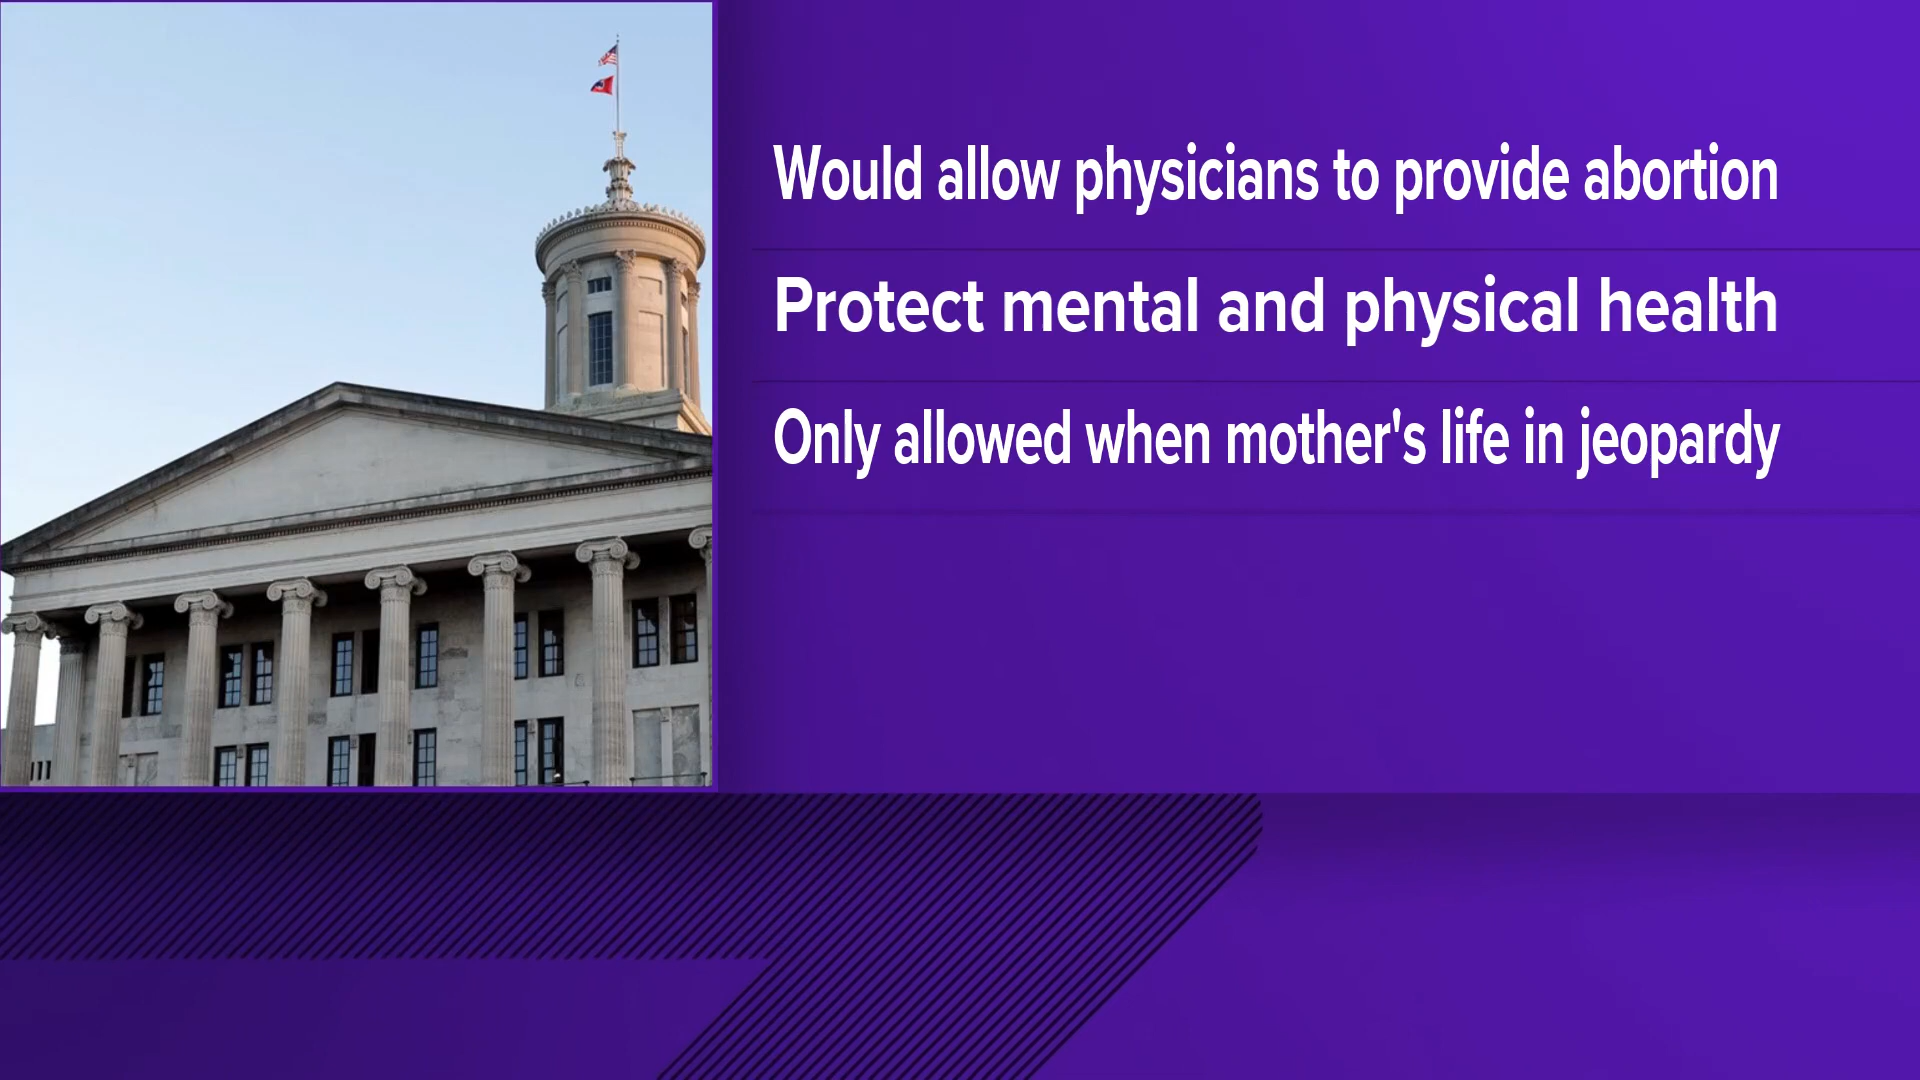 Would allow physicians to provide abortion
Protect mental and physical health
Only allowed when mother's life in jeopardy